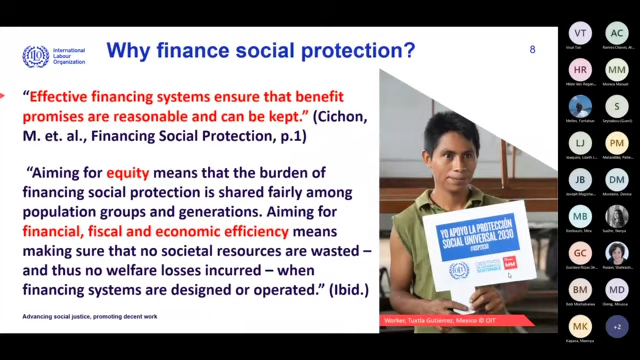 International
Labour
Organization
Why finance social protection?
8
“Effective financing systems ensure that benefit
promises are reasonable and can be kept.” (Cichon,
M. et. al., Financing Social Protection, p.1)
“Aiming for equity means that the burden of
financing social protection is shared fairly among
population groups and generations. Aiming for
financial, fiscal and economic efficiency means
making sure that no societal resources are wasted –
and thus no welfare losses incurred – when
financing systems are designed or operated.” (Ibid.)
Advancing social justice, promoting decent work
YO APOYO LA PROTECCIÓN
SOCIAL UNIVERSAL 2030
Worker, Tuxtla Gutiérrez, Mexico © OIT
VT
AC
HR
MM
Monica Manuel
S
LJ
PM
JB
DM
MB
GC
BM
MD
MK
+2